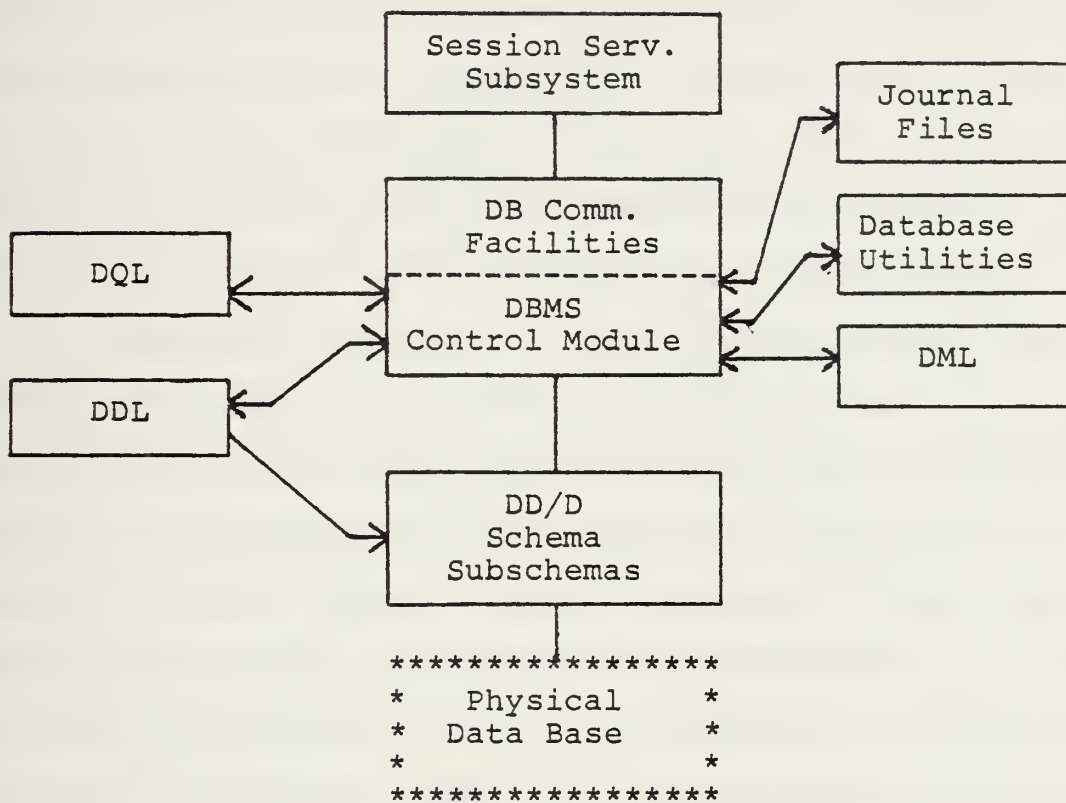 Session Serv.
Subsystem
Journal
Files
DB Comm.
Facilities
Database
Utilities
DQL
DBMS
Control Module
DML
DDL
DD/D
Schema
Subschemas
*****************
* Physical *
* Data Base *
* *
*****************